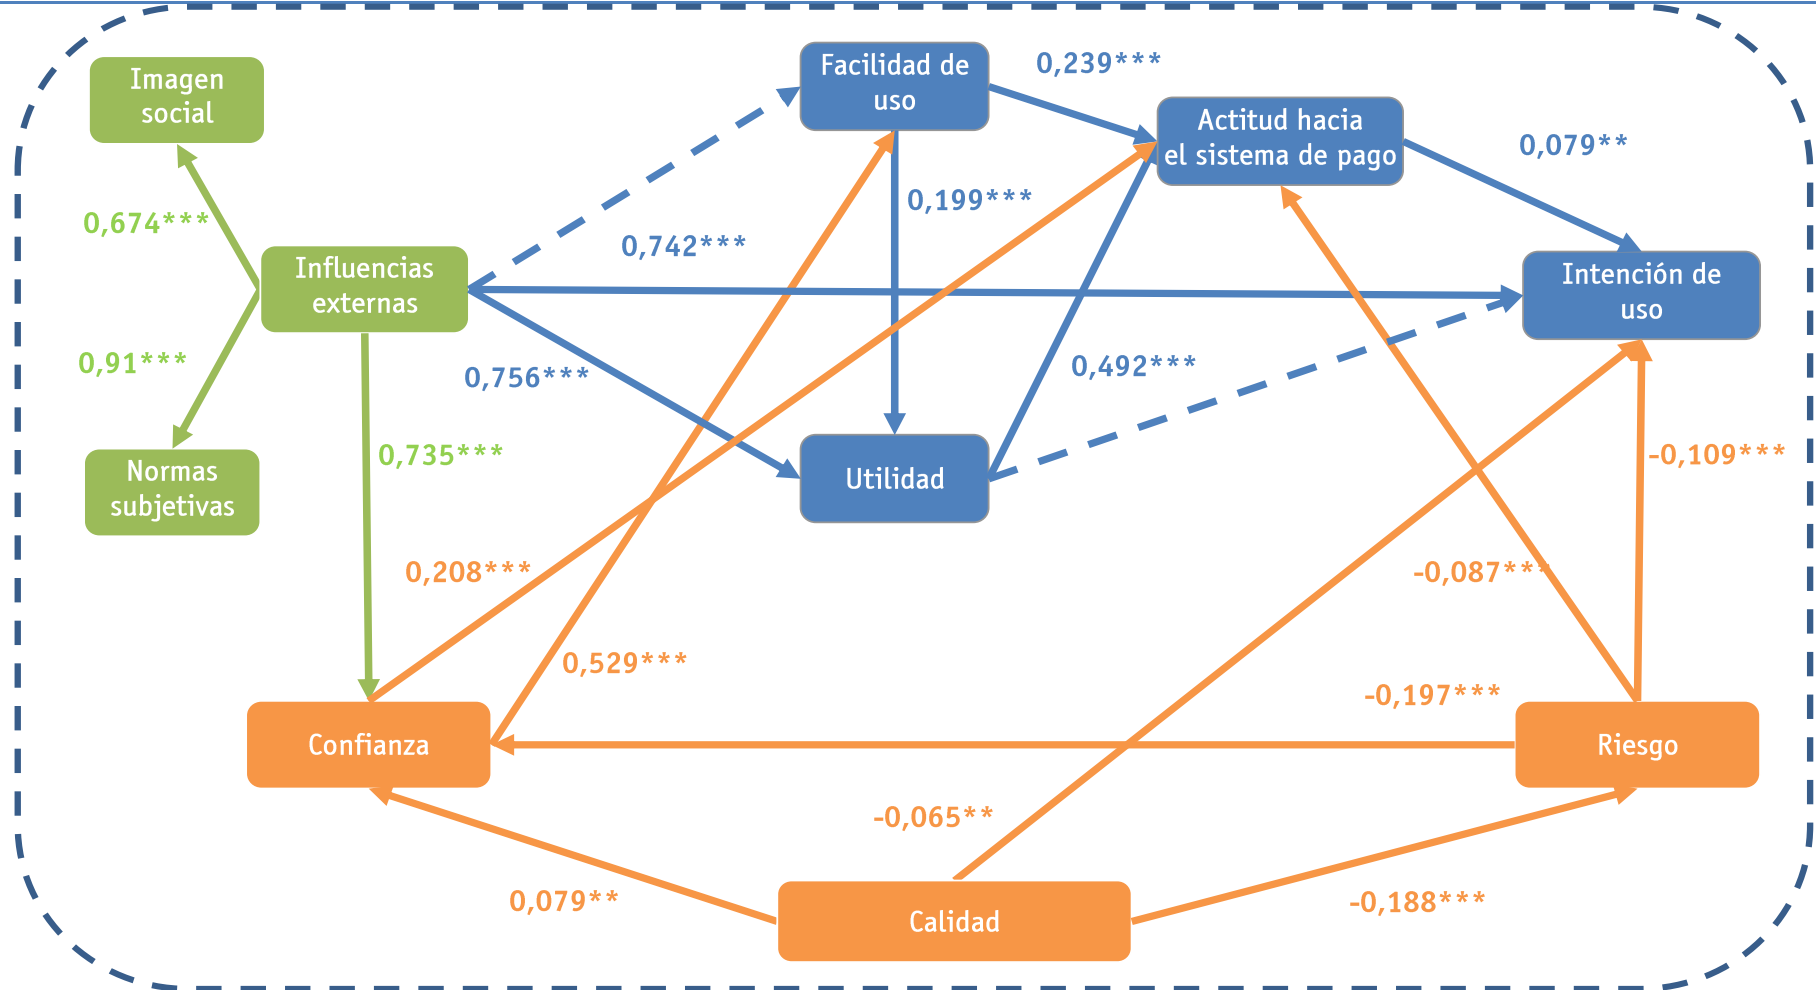 Imagen
social
Facilidad de
uso
0,239***
Actitud hacia
el sistema de pago
0,079**
0,674***
0,199***
0,742***
Influencias
externas
Intención de
uso
0,91***
0,756***
0,492***
0,735***
-0,109***
Normas
subjetivas
Utilidad
0,208***
-0,087***
0,529***
-0,197***
Confianza
Riesgo
-0,065**
0,079**
-0,188***
Calidad